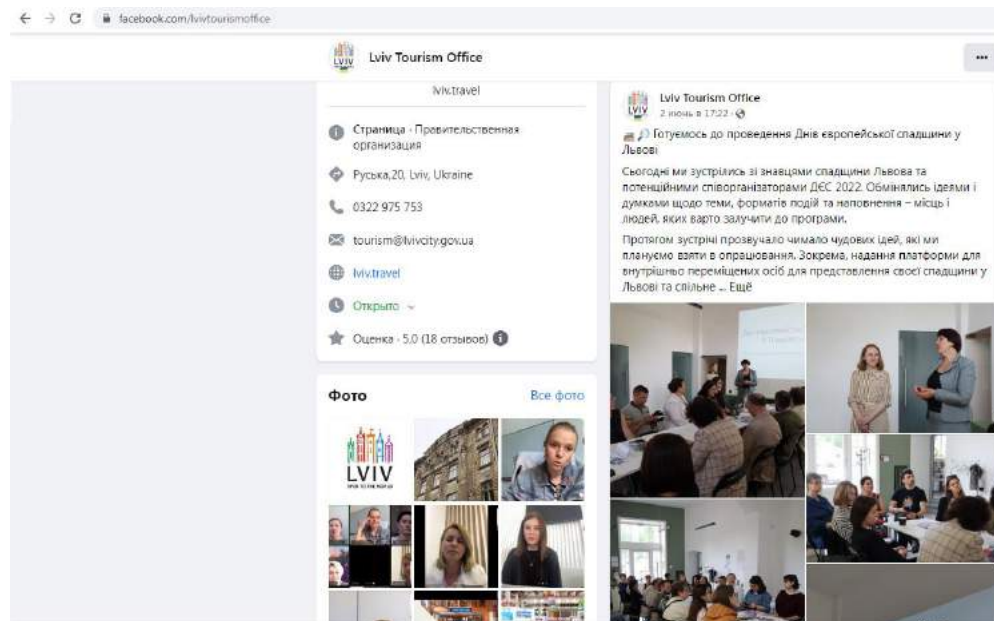 facebook.com/lvivtourismoffice
Lviv Tourism Office
lviv.travel
Страница · Правительственная
организация
Руська,20, Lviv, Ukraine
0322 975 753
tourism@lvivcity.gov.ua
lviv.travel
Открыто
Оценка · 5,0 (18 отзывов)
Фото
Все фото
LVIV
OPEN TO THE WORLD
Lviv Tourism Office
2 июнь в 17:22 ·
Готуємось до проведення Днів європейської спадщини у
Львові
Сьогодні ми зустрілись зі знавцями спадщини Львова та
потенційними співорганізаторами ДЄС 2022. Обмінялись ідеями і
думками щодо теми, форматів подій та наповнення – місць і
людей, яких варто залучити до програми.
Протягом зустрічі прозвучало чимало чудових ідей, які ми
плануємо взяти в опрацювання. Зокрема, надання платформи для
внутрішньо переміщених осіб для представлення своєї спадщини у
Львові та спільне ... Ещё